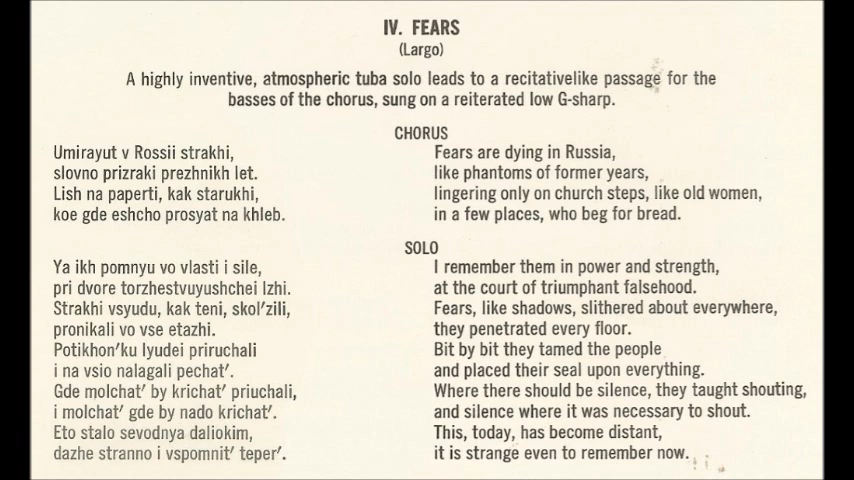 IV. FEARS
(Largo)
A highly inventive, atmospheric tuba solo leads to a recitativelike passage for the
basses of the chorus, sung on a reiterated low G-sharp.
CHORUS
Umirayut v Rossii strakhi,
slovno prizraki prezhnikh let.
Lish na paperti, kak starukhi,
koe gde eshcho prosyat na khleb.
Fears are dying in Russia,
like phantoms of former years,
lingering only on church steps, like old women,
in a few places, who beg for bread.
SOLO
Ya ikh pomnyu vo vlasti i sile,
pri dvore torzhestvuyushchei lzhi.
Strakhi vsyudu, kak teni, skol′zili,
pronikali vo vse etazhi.
Potikhon′ku lyudei priruchali
i na vsio nalagali pechat′.
Gde molchat′ by krichat′ priuchali,
i molchat′ gde by nado krichat′.
Eto stalo sevodnya daliokim,
dazhe stranno i vspomnit′ teper′.
I remember them in power and strength,
at the court of triumphant falsehood.
Fears, like shadows, slithered about everywhere,
they penetrated every floor.
Bit by bit they tamed the people
and placed their seal upon everything.
Where there should be silence, they taught shouting,
and silence where it was necessary to shout.
This, today, has become distant,
it is strange even to remember now.